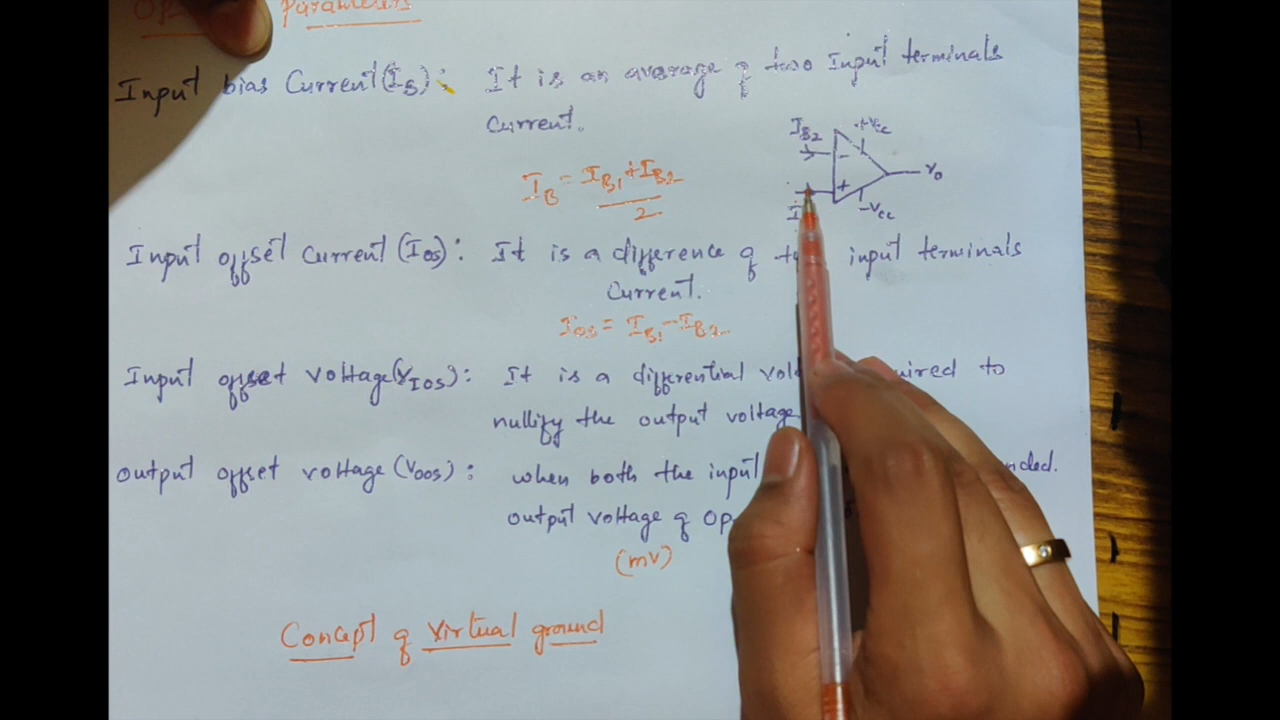 Parameters
Input bias Current (IB): It is an average of two Input terminals
Current.
IB2
+Vcc
-
Vo
+
-Vcc
IB = IB1 + IB2
2
Input offset Current (IOS): It is a difference of input terminals
Current.
IOS = IB1 - IB2
Input offset Voltage (VIOS): It is a differential to
nullify the output voltage
output offset voltage (VOOS): when both the input
output voltage of Op
(mv)
Concept of Virtual ground